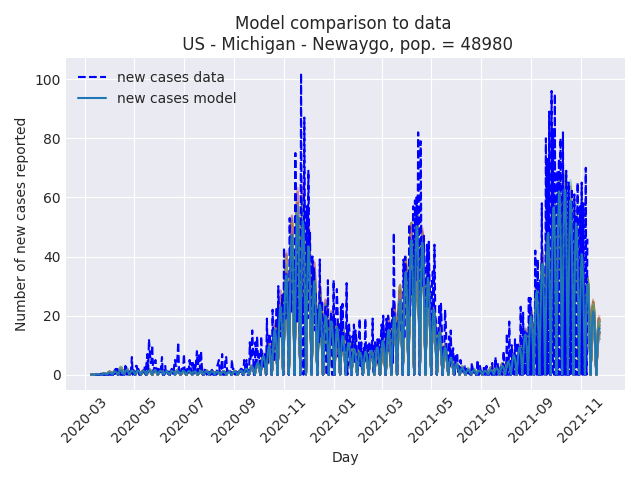 Model comparison to data
US - Michigan - Newaygo, pop. = 48980
new cases data
new cases model
Number of new cases reported
100
80
60
40
20
0
2020-03
2020-05
2020-07
2020-09
2020-11
2021-01
2021-03
2021-05
2021-07
2021-09
2021-11
Day